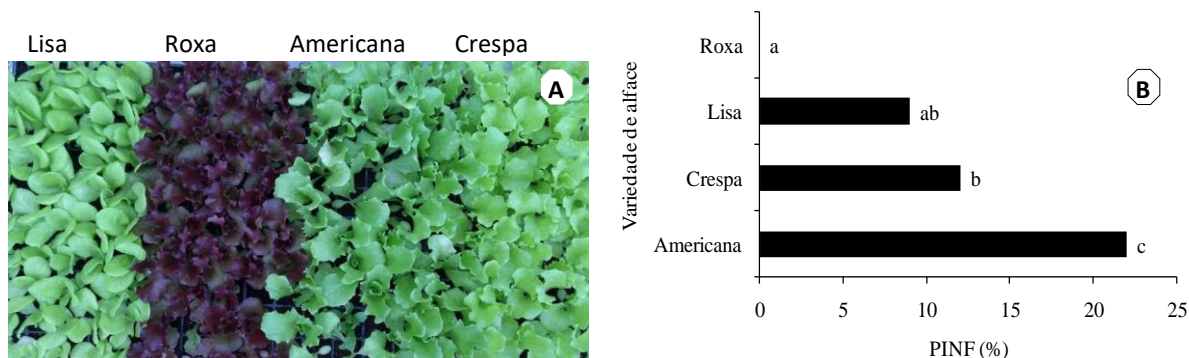 Lisa Roxa Americana Crespa
A
B
Variedade de alface
Roxa a
Lisa ab
Crespa b
Americana c
0 5 10 15 20 25
PINF (%)